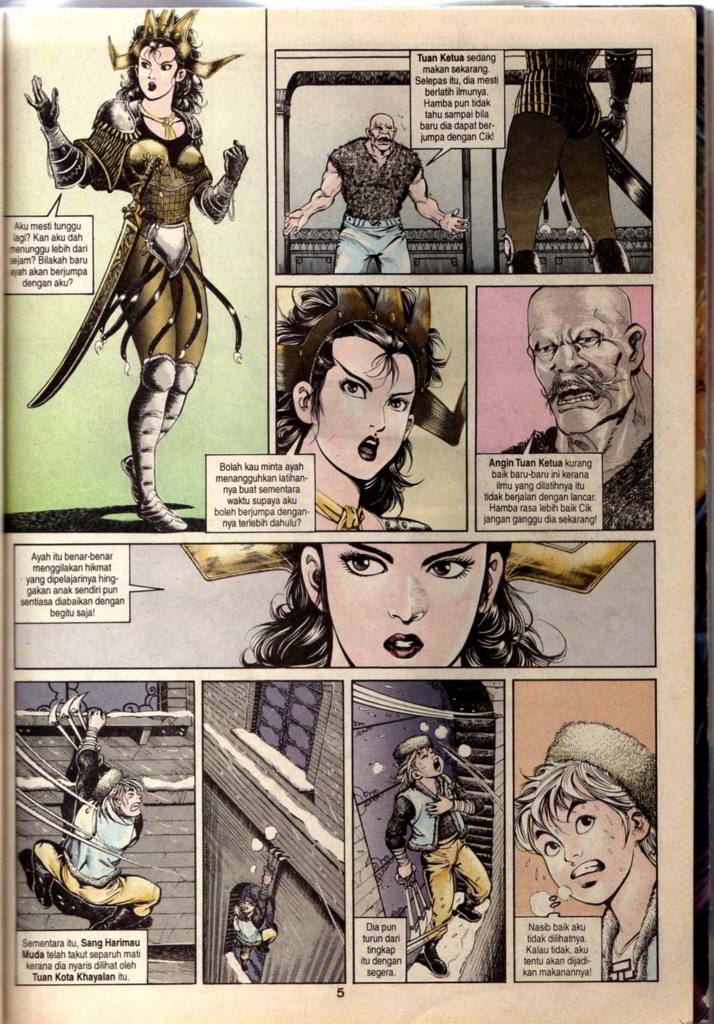 Aku mesti tunggu
lagi? Kan aku dah
menunggu lebih dari
sejam? Bilakah baru
ayah akan berjumpa
dengan aku?
Tuan Ketua sedang
makan sekarang.
Selepas itu, dia mesti
berlatih ilmunya.
Hamba pun tidak
tahu sampai bila
baru dia dapat ber-
jumpa dengan Cik!
Bolah kau minta ayah
menangguhkan latihan-
nya buat sementara
waktu supaya aku
boleh berjumpa dengan-
nya terlebih dahulu?
Angin Tuan Ketua kurang
baik baru-baru ini kerana
ilmu yang dilatihnya itu
tidak berjalan dengan lancar.
Hamba rasa lebih baik Cik
jangan ganggu dia sekarang!
Ayah itu benar-benar
menggilakan hikmat
yang dipelajarinya hing-
gakan anak sendiri pun
sentiasa diabaikan dengan
begitu saja!
Sementara itu, Sang Harimau
Muda telah takut separuh mati
kerana dia nyaris dilihat oleh
Tuan Kota Khayalan itu.
Dia pun
turun dari
tingkap
itu dengan
segera.
Nasib baik aku
tidak dilihatnya.
Kalau tidak, aku
tentu akan dijadi-
kan makanannya!
5